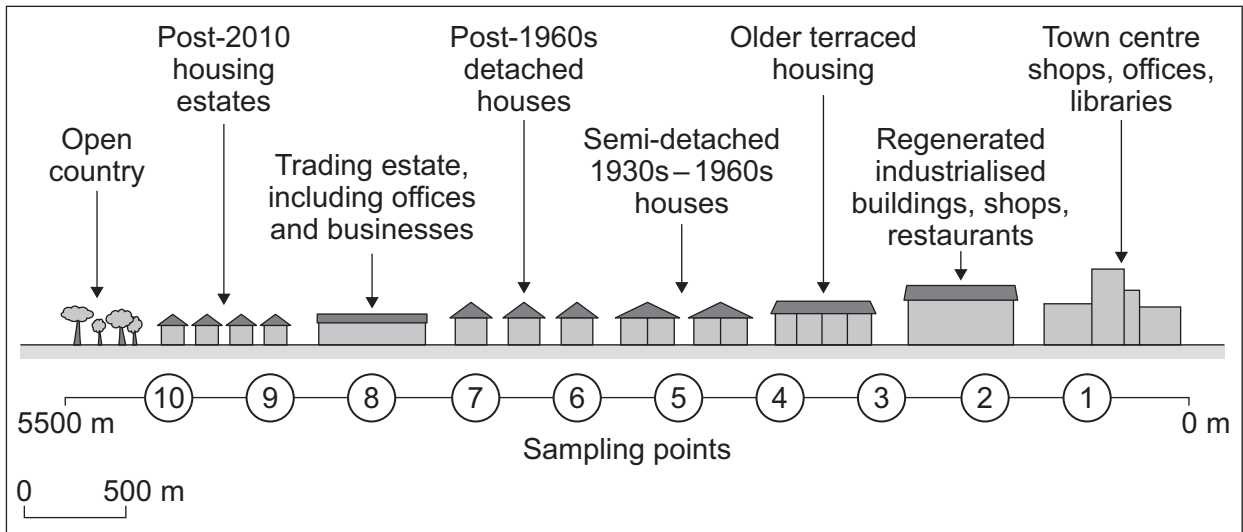 Post-2010
housing
estates
Post-1960s
detached
houses
Older terraced
housing
Town centre
shops, offices,
libraries
Open
country
Trading estate,
including offices
and businesses
Semi-detached
1930s – 1960s
houses
Regenerated
industrialised
buildings, shops,
restaurants
10 9 8 7 6 5 4 3 2 1
5500 m 0 m
Sampling points
0 500 m